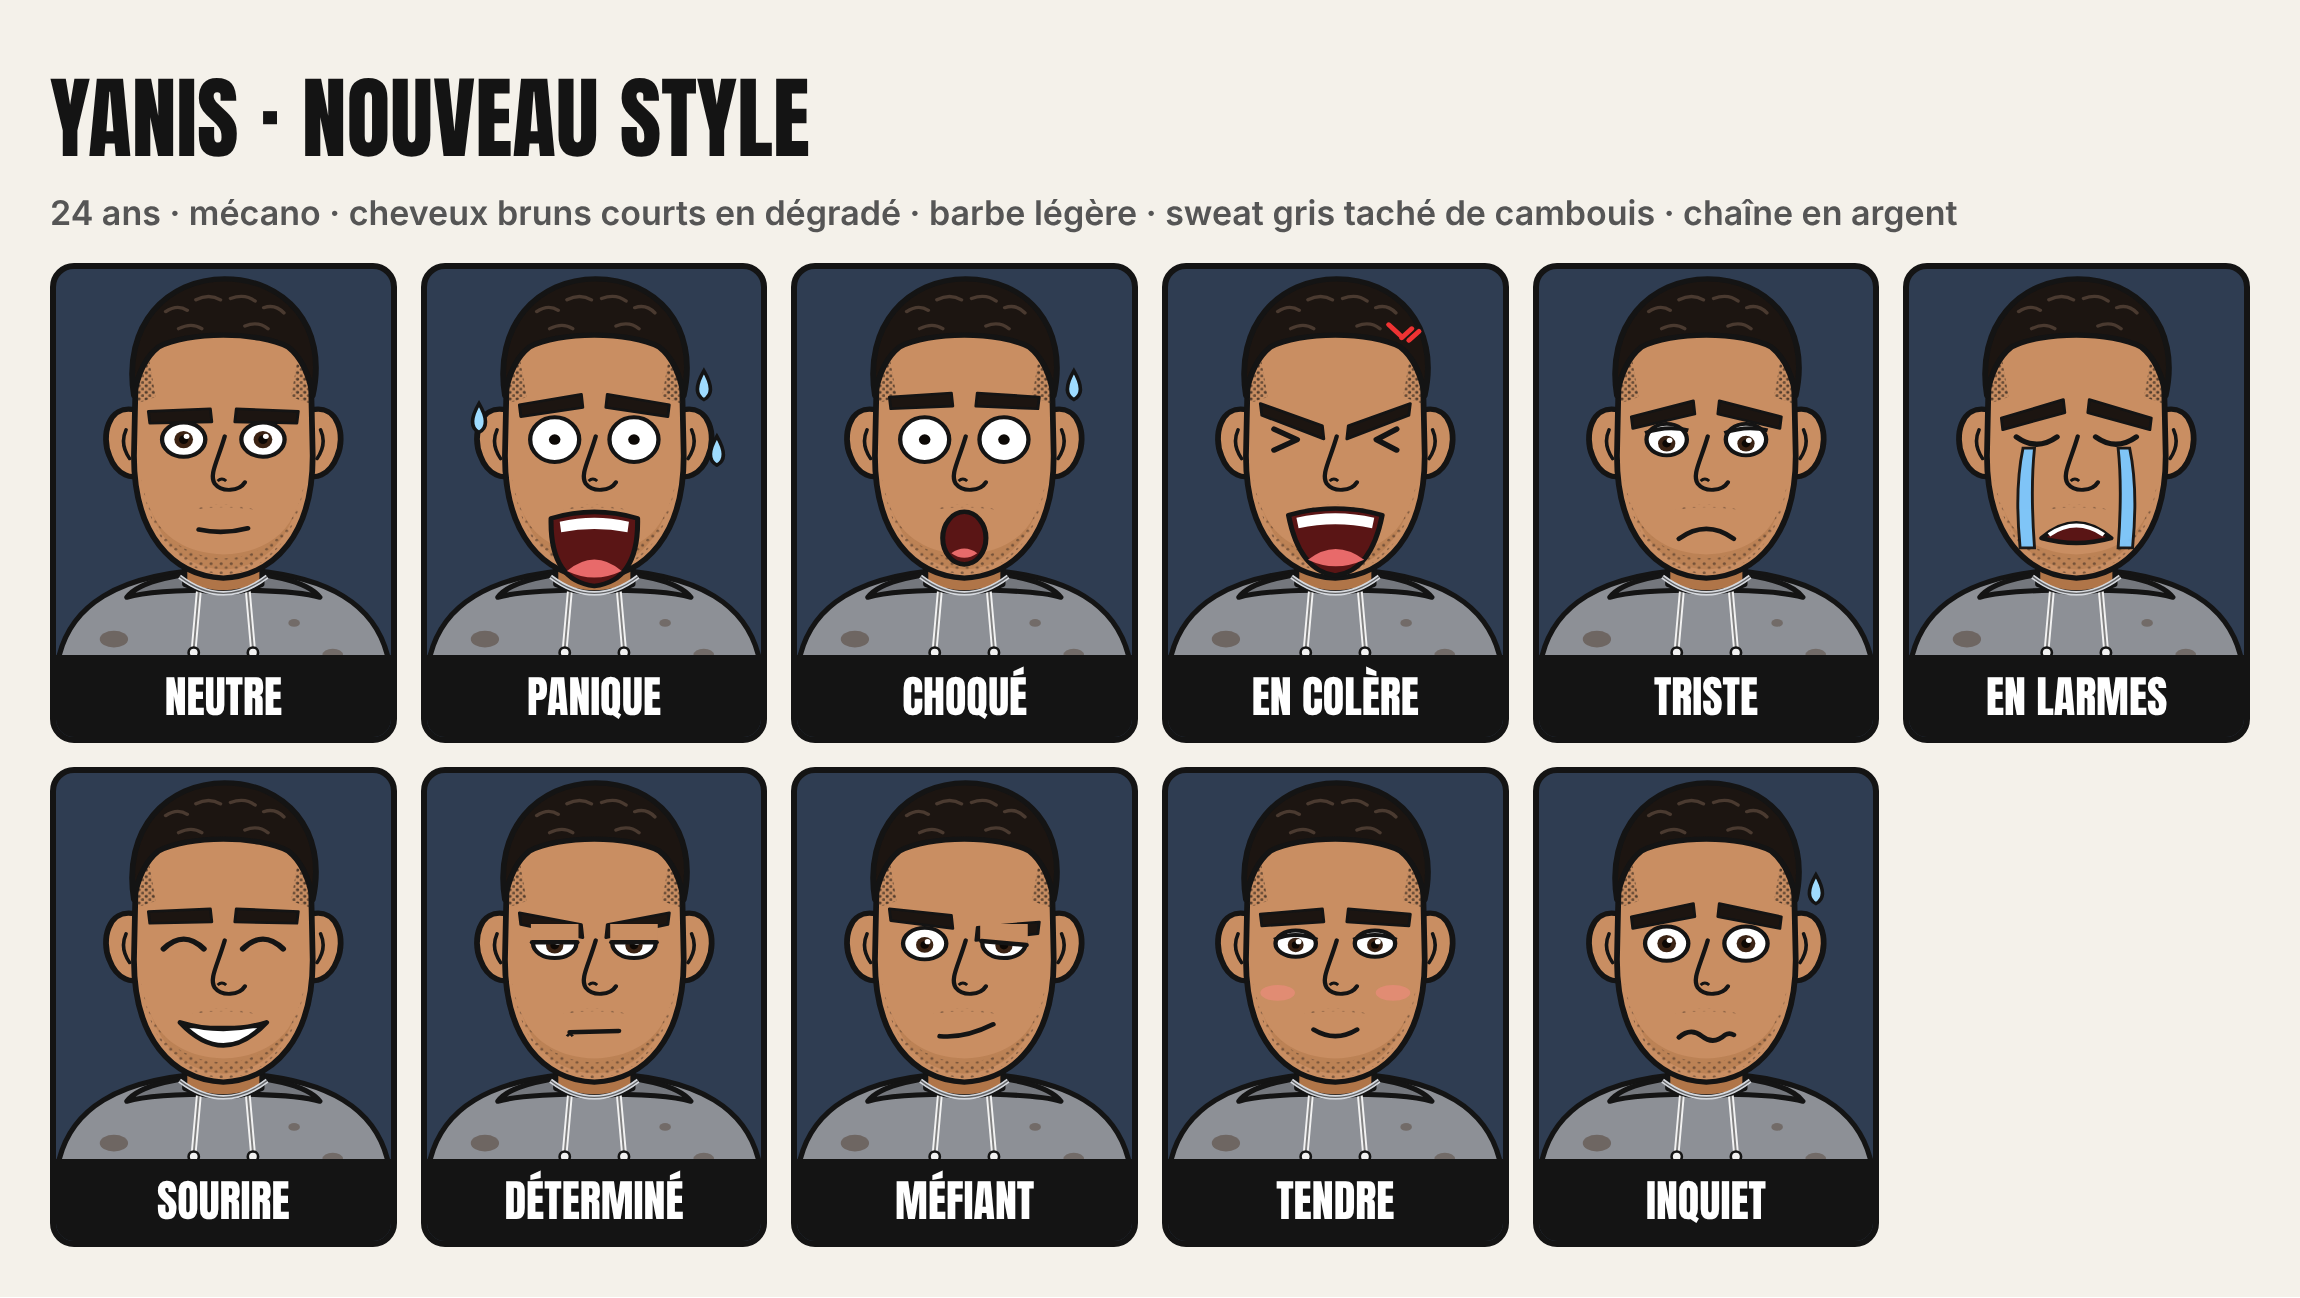 YANIS · NOUVEAU STYLE
24 ans · mécano · cheveux bruns courts en dégradé · barbe légère · sweat gris taché de cambouis · chaîne en argent
NEUTRE
PANIQUE
CHOQUÉ
EN COLÈRE
TRISTE
EN LARMES
SOURIRE
DÉTERMINÉ
MÉFIANT
TENDRE
INQUIET